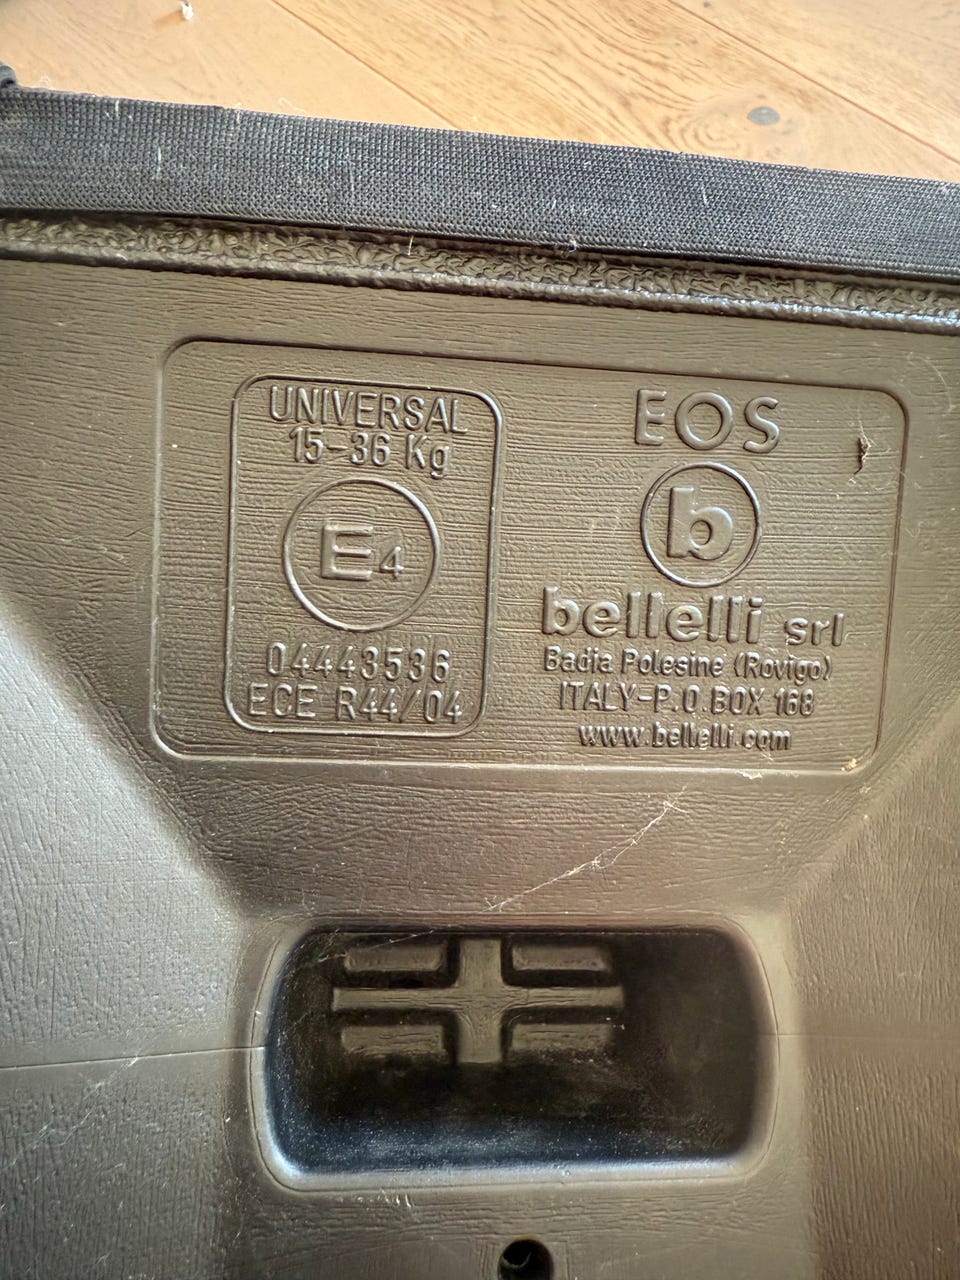 UNIVERSAL
15-36 Kg
E4
04443536
ECE R44/04
EOS
b
bellelli srl
Badia Polesine (Rovigo)
ITALY-P.O.BOX 168
www.bellelli.com